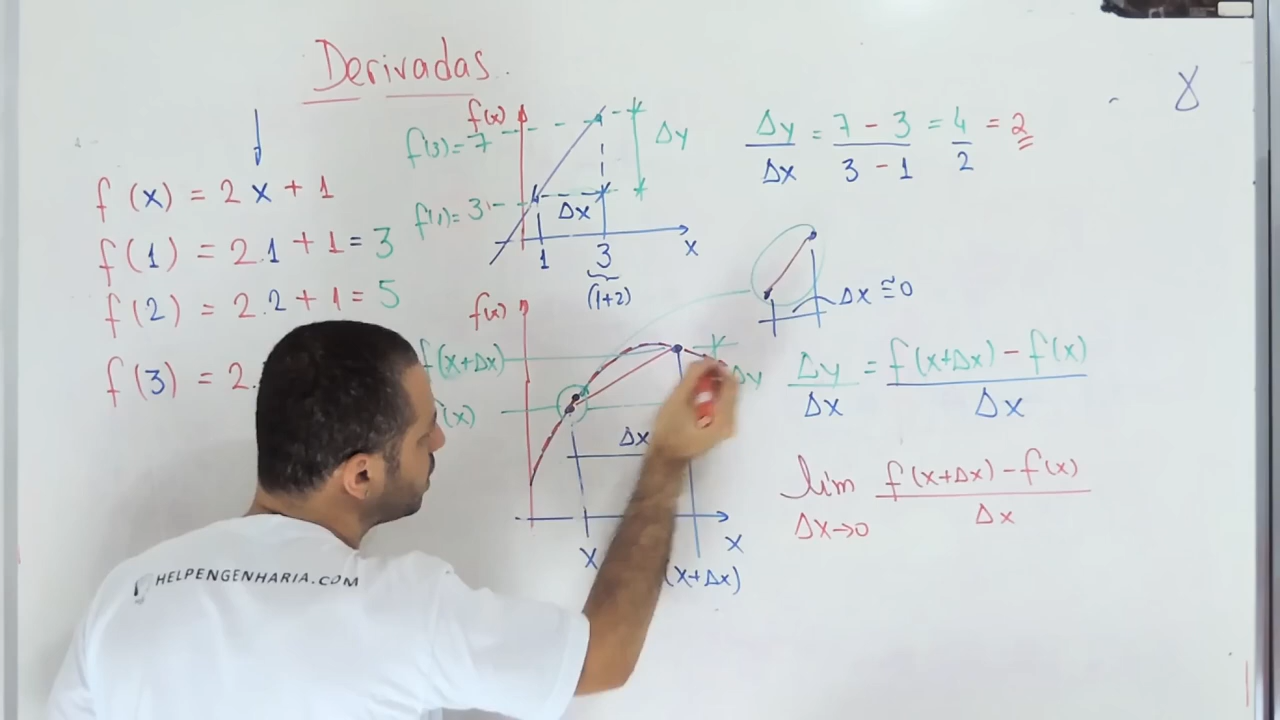 Derivadas.
f(x) = 2x + 1
f(1) = 2.1 + 1 = 3
f(2) = 2.2 + 1 = 5
f(3) = 2.
f(x)
f(3) = 7
f(1) = 3
Δy
Δx
1 3 x
(1+2)
Δy/Δx = (7 - 3)/(3 - 1) = 4/2 = 2
8
Δx ≅ 0
f(x)
f(x+Δx)
(x)
Δy
Δx
x x
(x+Δx)
Δy/Δx = (f(x+Δx) - f(x))/Δx
lim Δx→0 (f(x+Δx) - f(x))/Δx
HELPENGENHARIA.COM